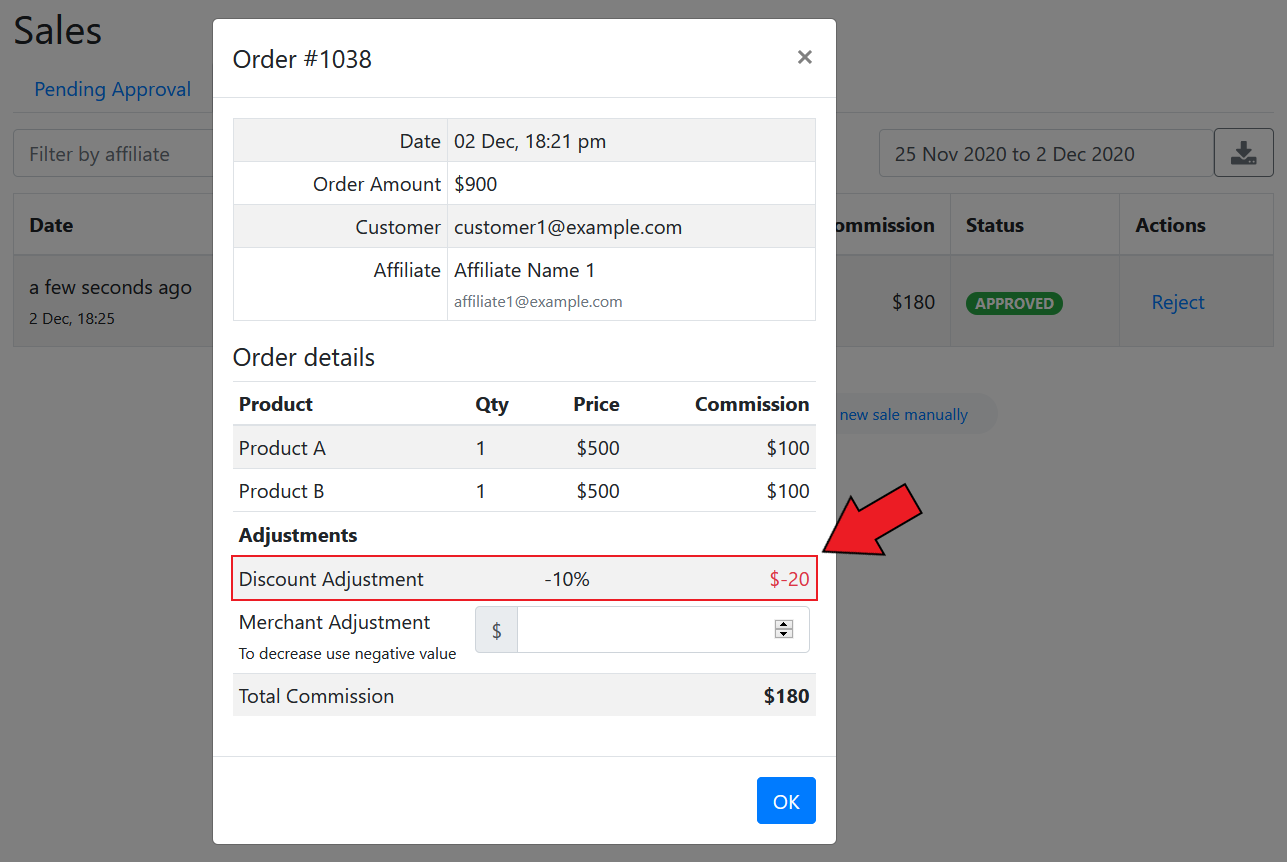 Sales
Pending Approval
Filter by affiliate
25 Nov 2020 to 2 Dec 2020
Date
ommission
Status
Actions
a few seconds ago
2 Dec, 18:25
$180
APPROVED
Reject
new sale manually
Order #1038
×
Date 02 Dec, 18:21 pm
Order Amount $900
Customer customer1@example.com
Affiliate Affiliate Name 1
affiliate1@example.com
Order details
Product Qty Price Commission
Product A 1 $500 $100
Product B 1 $500 $100
Adjustments
Discount Adjustment -10% $-20
Merchant Adjustment $
To decrease use negative value
Total Commission $180
OK